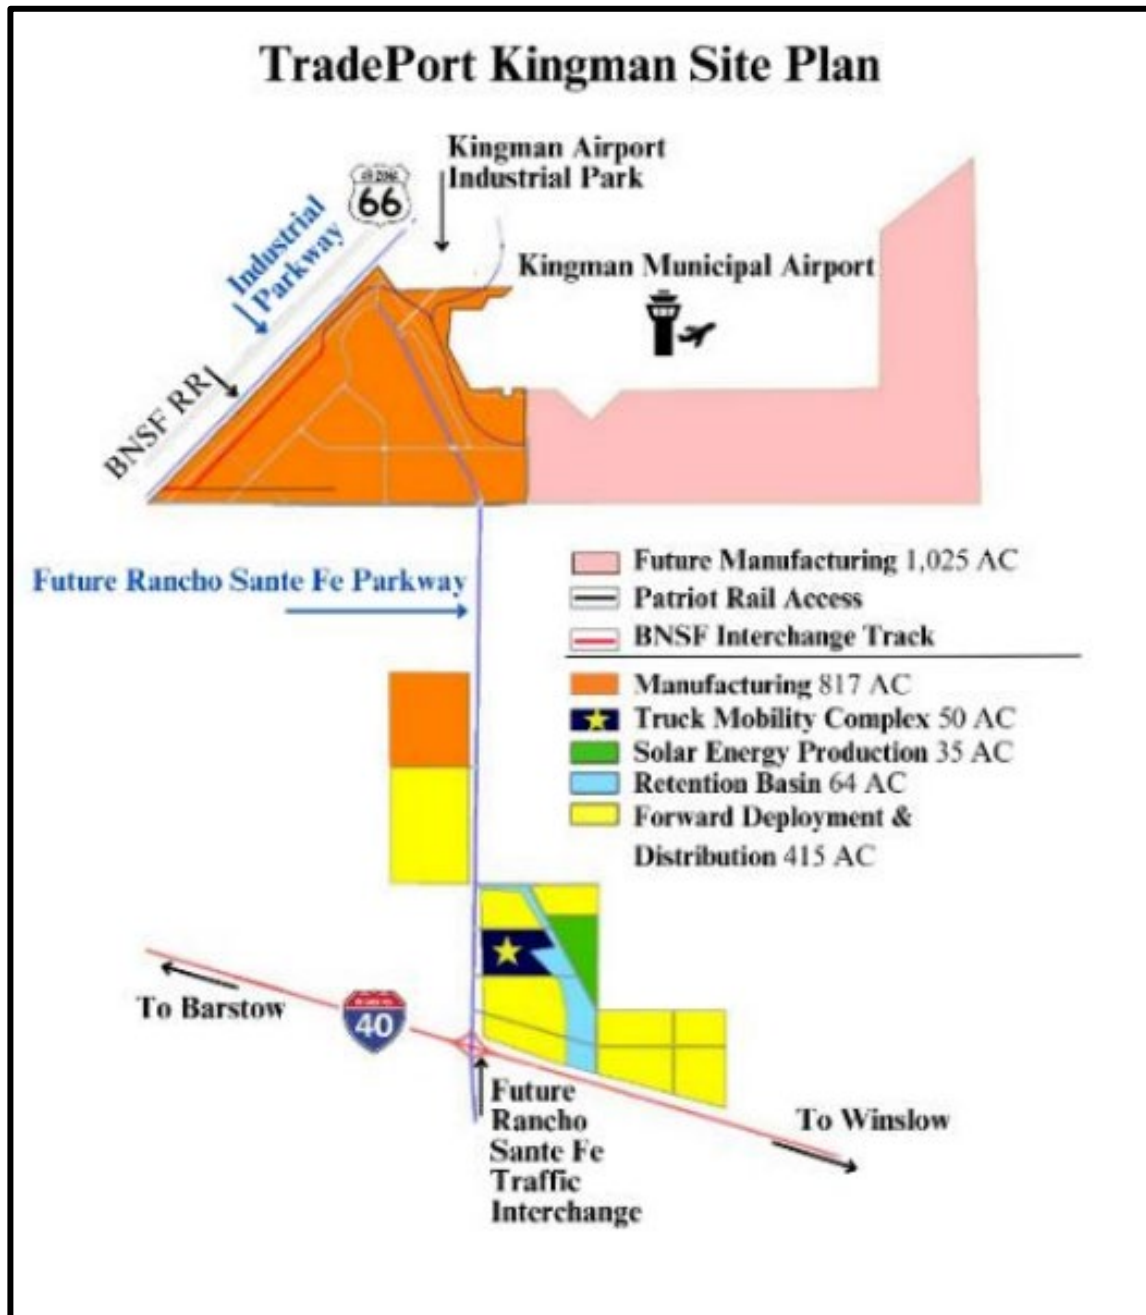 TradePort Kingman Site Plan
Kingman Airport
Industrial Park
66
Industrial
Parkway
Kingman Municipal Airport
BNSF RR
Future Rancho Sante Fe Parkway
Future Manufacturing 1,025 AC
Patriot Rail Access
BNSF Interchange Track
Manufacturing 817 AC
Truck Mobility Complex 50 AC
Solar Energy Production 35 AC
Retention Basin 64 AC
Forward Deployment &
Distribution 415 AC
To Barstow
40
Future
Rancho
Sante Fe
Traffic
Interchange
To Winslow